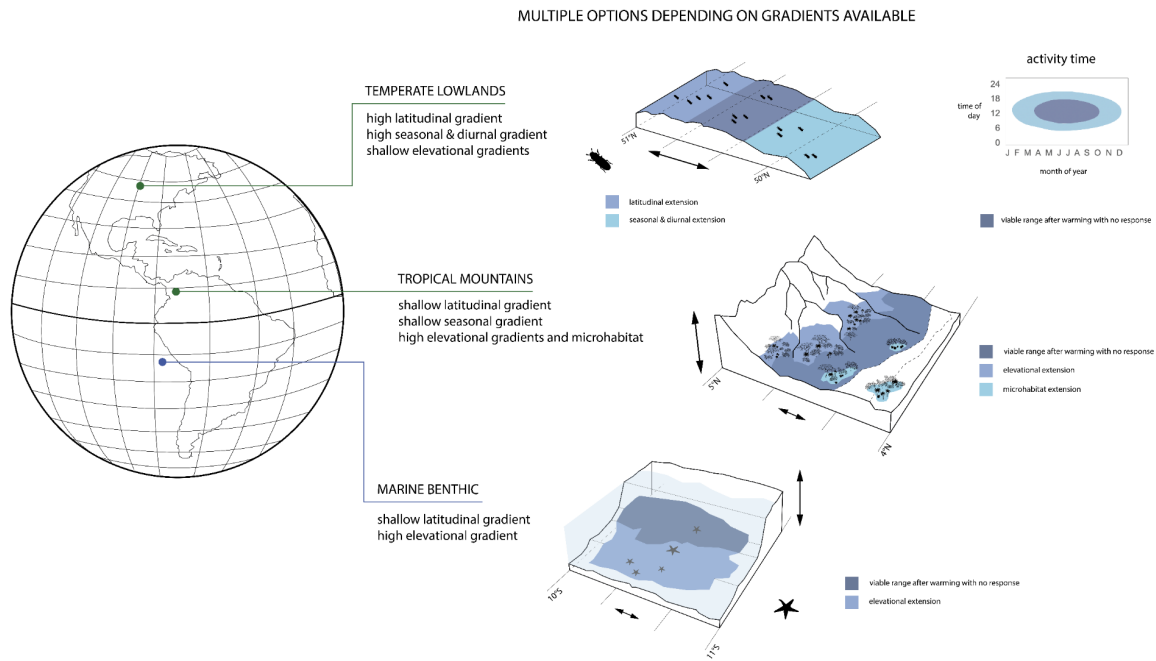 MULTIPLE OPTIONS DEPENDING ON GRADIENTS AVAILABLE
TEMPERATE LOWLANDS
high latitudinal gradient
high seasonal & diurnal gradient
shallow elevational gradients
51°N
50°N
latitudinal extension
seasonal & diurnal extension
activity time
24
18
12
6
0
time of
day
J F M A M J J A S O N D
month of year
viable range after warming with no response
TROPICAL MOUNTAINS
shallow latitudinal gradient
shallow seasonal gradient
high elevational gradients and microhabitat
5°N
4°N
viable range after warming with no response
elevational extension
microhabitat extension
MARINE BENTHIC
shallow latitudinal gradient
high elevational gradient
10°S
11°S
viable range after warming with no response
elevational extension